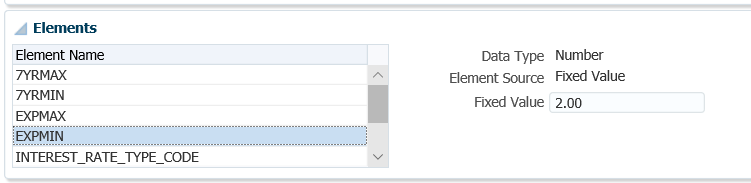 Elements
Element Name
7YRMAX
7YRMIN
EXPMAX
EXPMIN
INTEREST_RATE_TYPE_CODE
Data Type Number
Element Source Fixed Value
Fixed Value 2.00